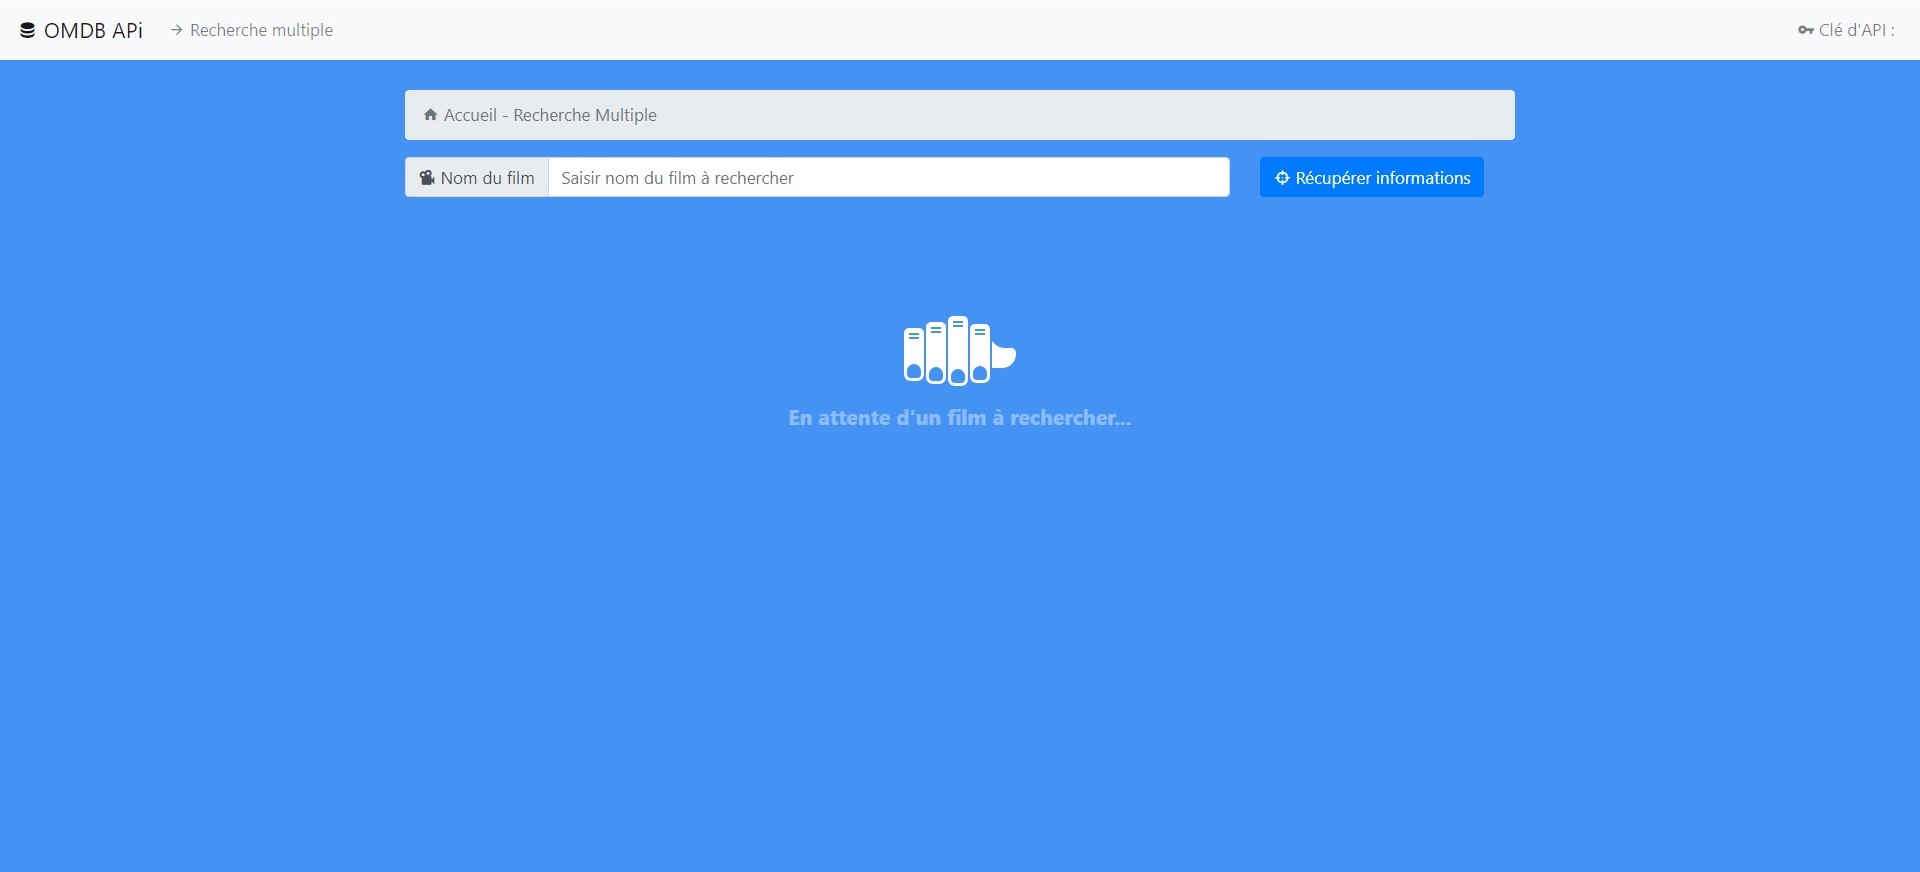 OMDB APi
Recherche multiple
Clé d'API :
Accueil - Recherche Multiple
Nom du film
Saisir nom du film à rechercher
Récupérer informations
En attente d'un film à rechercher...